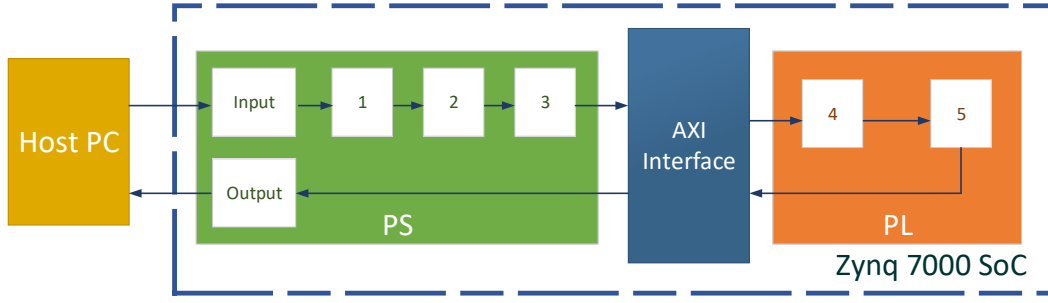 Host PC
Input
1
2
3
Output
PS
AXI
Interface
4
5
PL
Zynq 7000 SoC